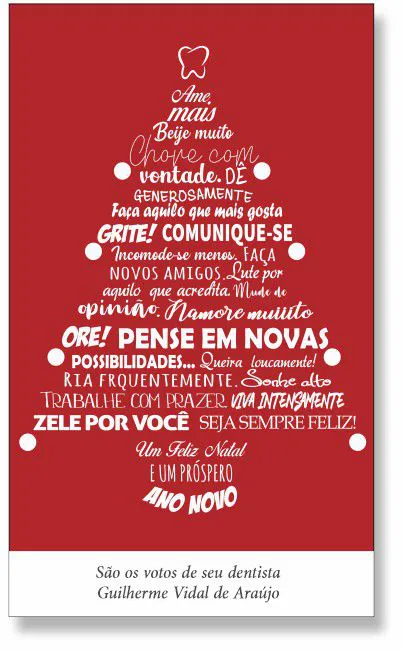 Ame,
mais
Beije muito
Chore com
vontade. DÊ
GENEROSAMENTE
Faça aquilo que mais gosta
GRITE! COMUNIQUE-SE
Incomode-se menos. FAÇA
NOVOS AMIGOS. Lute por
aquilo que acredita. Mude de
opinião. Namore muiiito
ORE! PENSE EM NOVAS
POSSIBILIDADES... Queira loucamente!
RIA FRQUENTEMENTE. Sonhe alto
TRABALHE COM PRAZER. VIVA INTENSAMENTE
ZELE POR VOCÊ SEJA SEMPRE FELIZ!
Um Feliz Natal
E UM PRÓSPERO
ANO NOVO
São os votos de seu dentista
Guilherme Vidal de Araújo